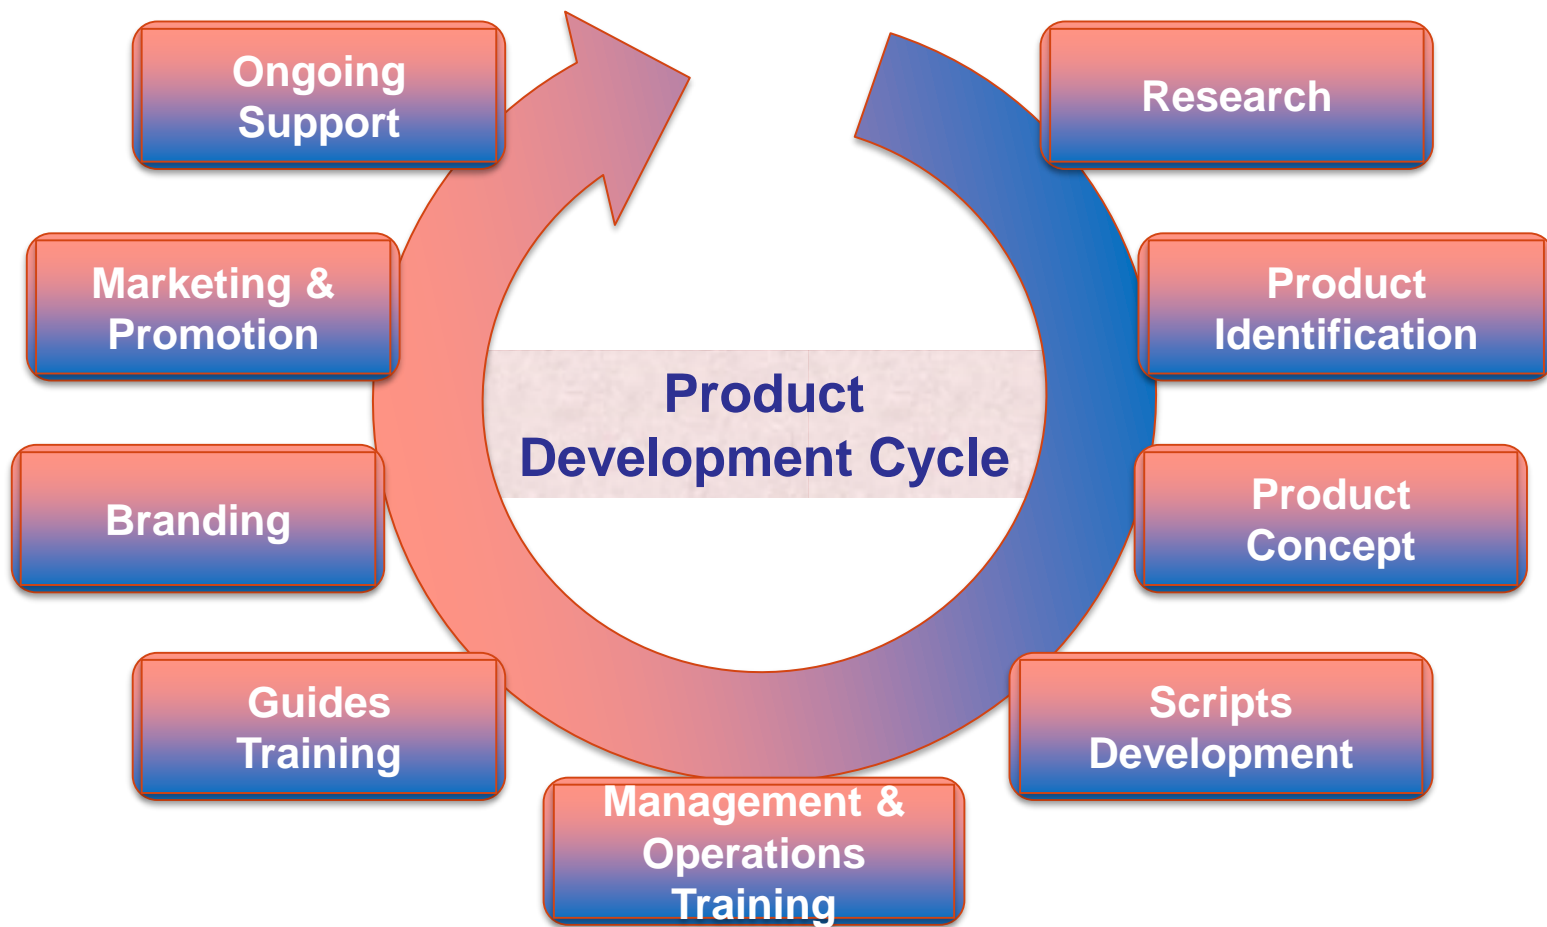 Research
Product
Identification
Product
Concept
Scripts
Development
Management &
Operations
Training
Guides
Training
Branding
Marketing &
Promotion
Ongoing
Support
Product
Development Cycle